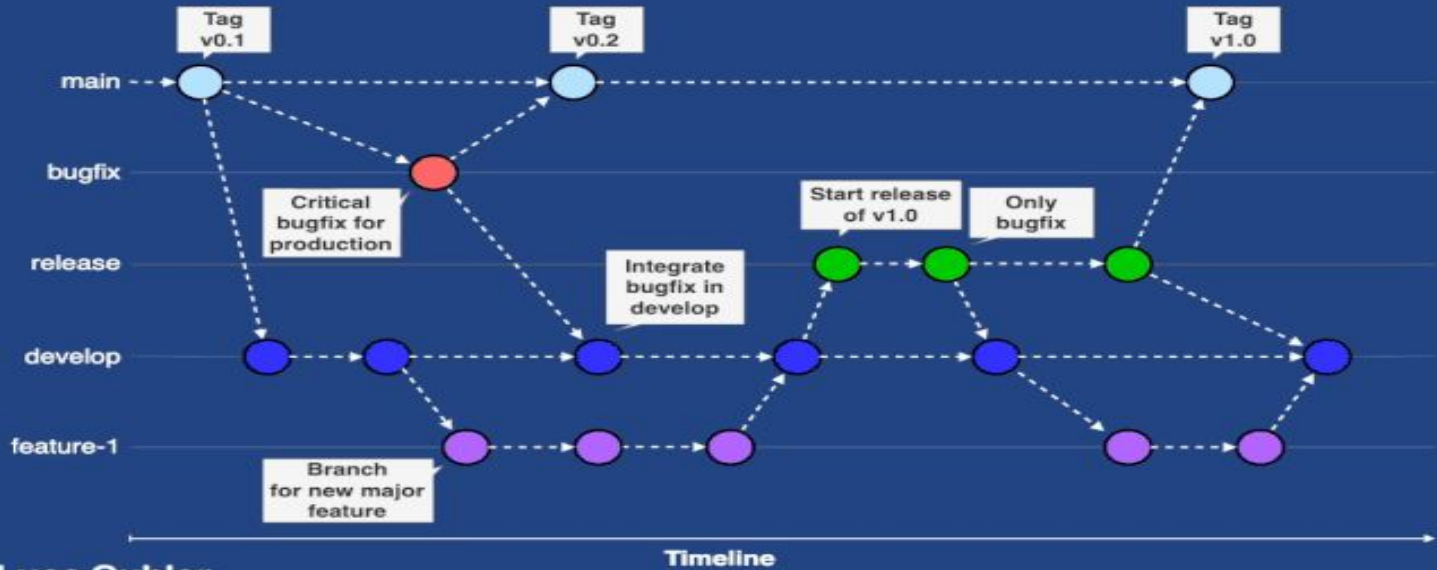 Tag
v0.1
Tag
v0.2
Tag
v1.0
main
bugfix
Critical
bugfix for
production
Start release
of v1.0
Only
bugfix
release
Integrate
bugfix in
develop
develop
feature-1
Branch
for new major
feature
Timeline